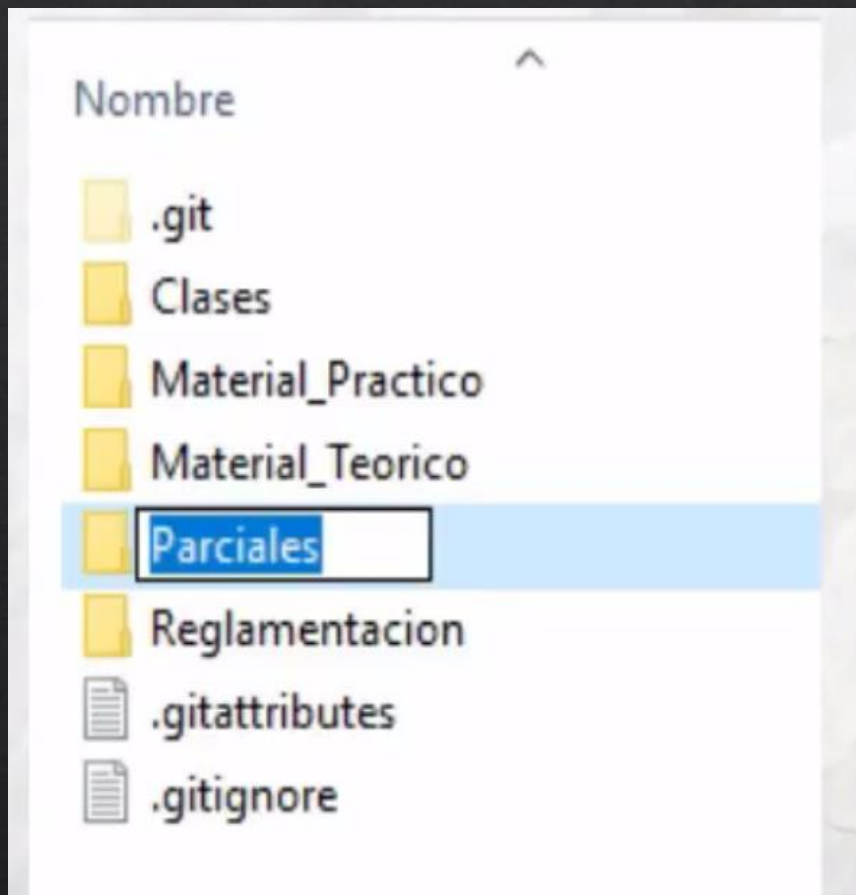 Nombre
.git
Clases
Material_Practico
Material_Teorico
Parciales
Reglamentacion
.gitattributes
.gitignore